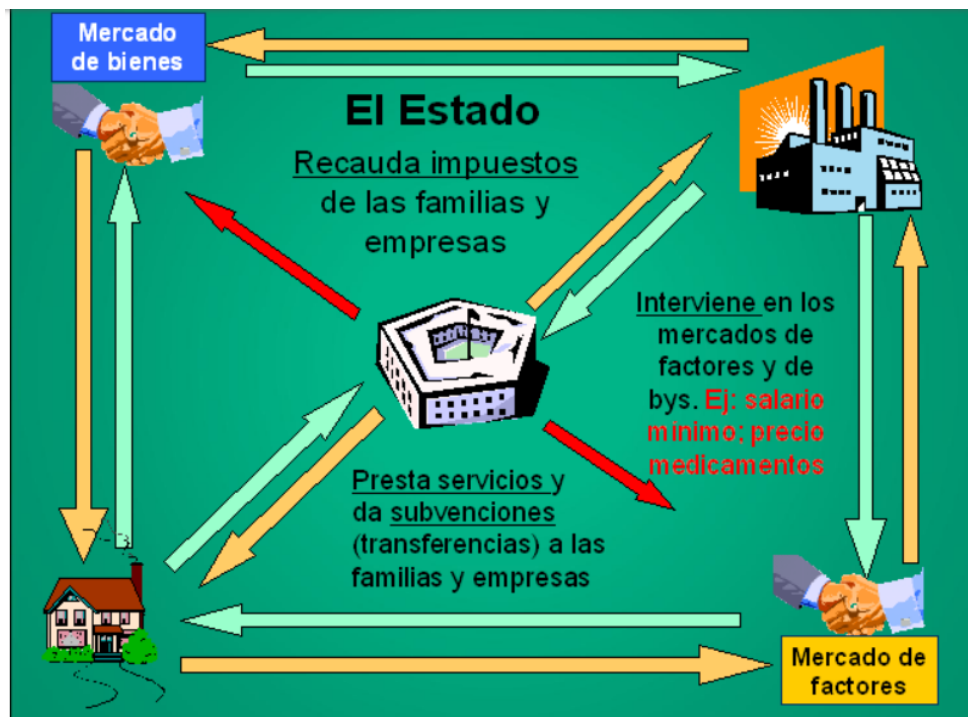 Mercado
de bienes
El Estado
Recauda impuestos
de las familias y
empresas
Interviene en los
mercados de
factores y de
bys. Ej: salario
mínimo; precio
medicamentos
Presta servicios y
da subvenciones
(transferencias) a las
familias y empresas
Mercado de
factores